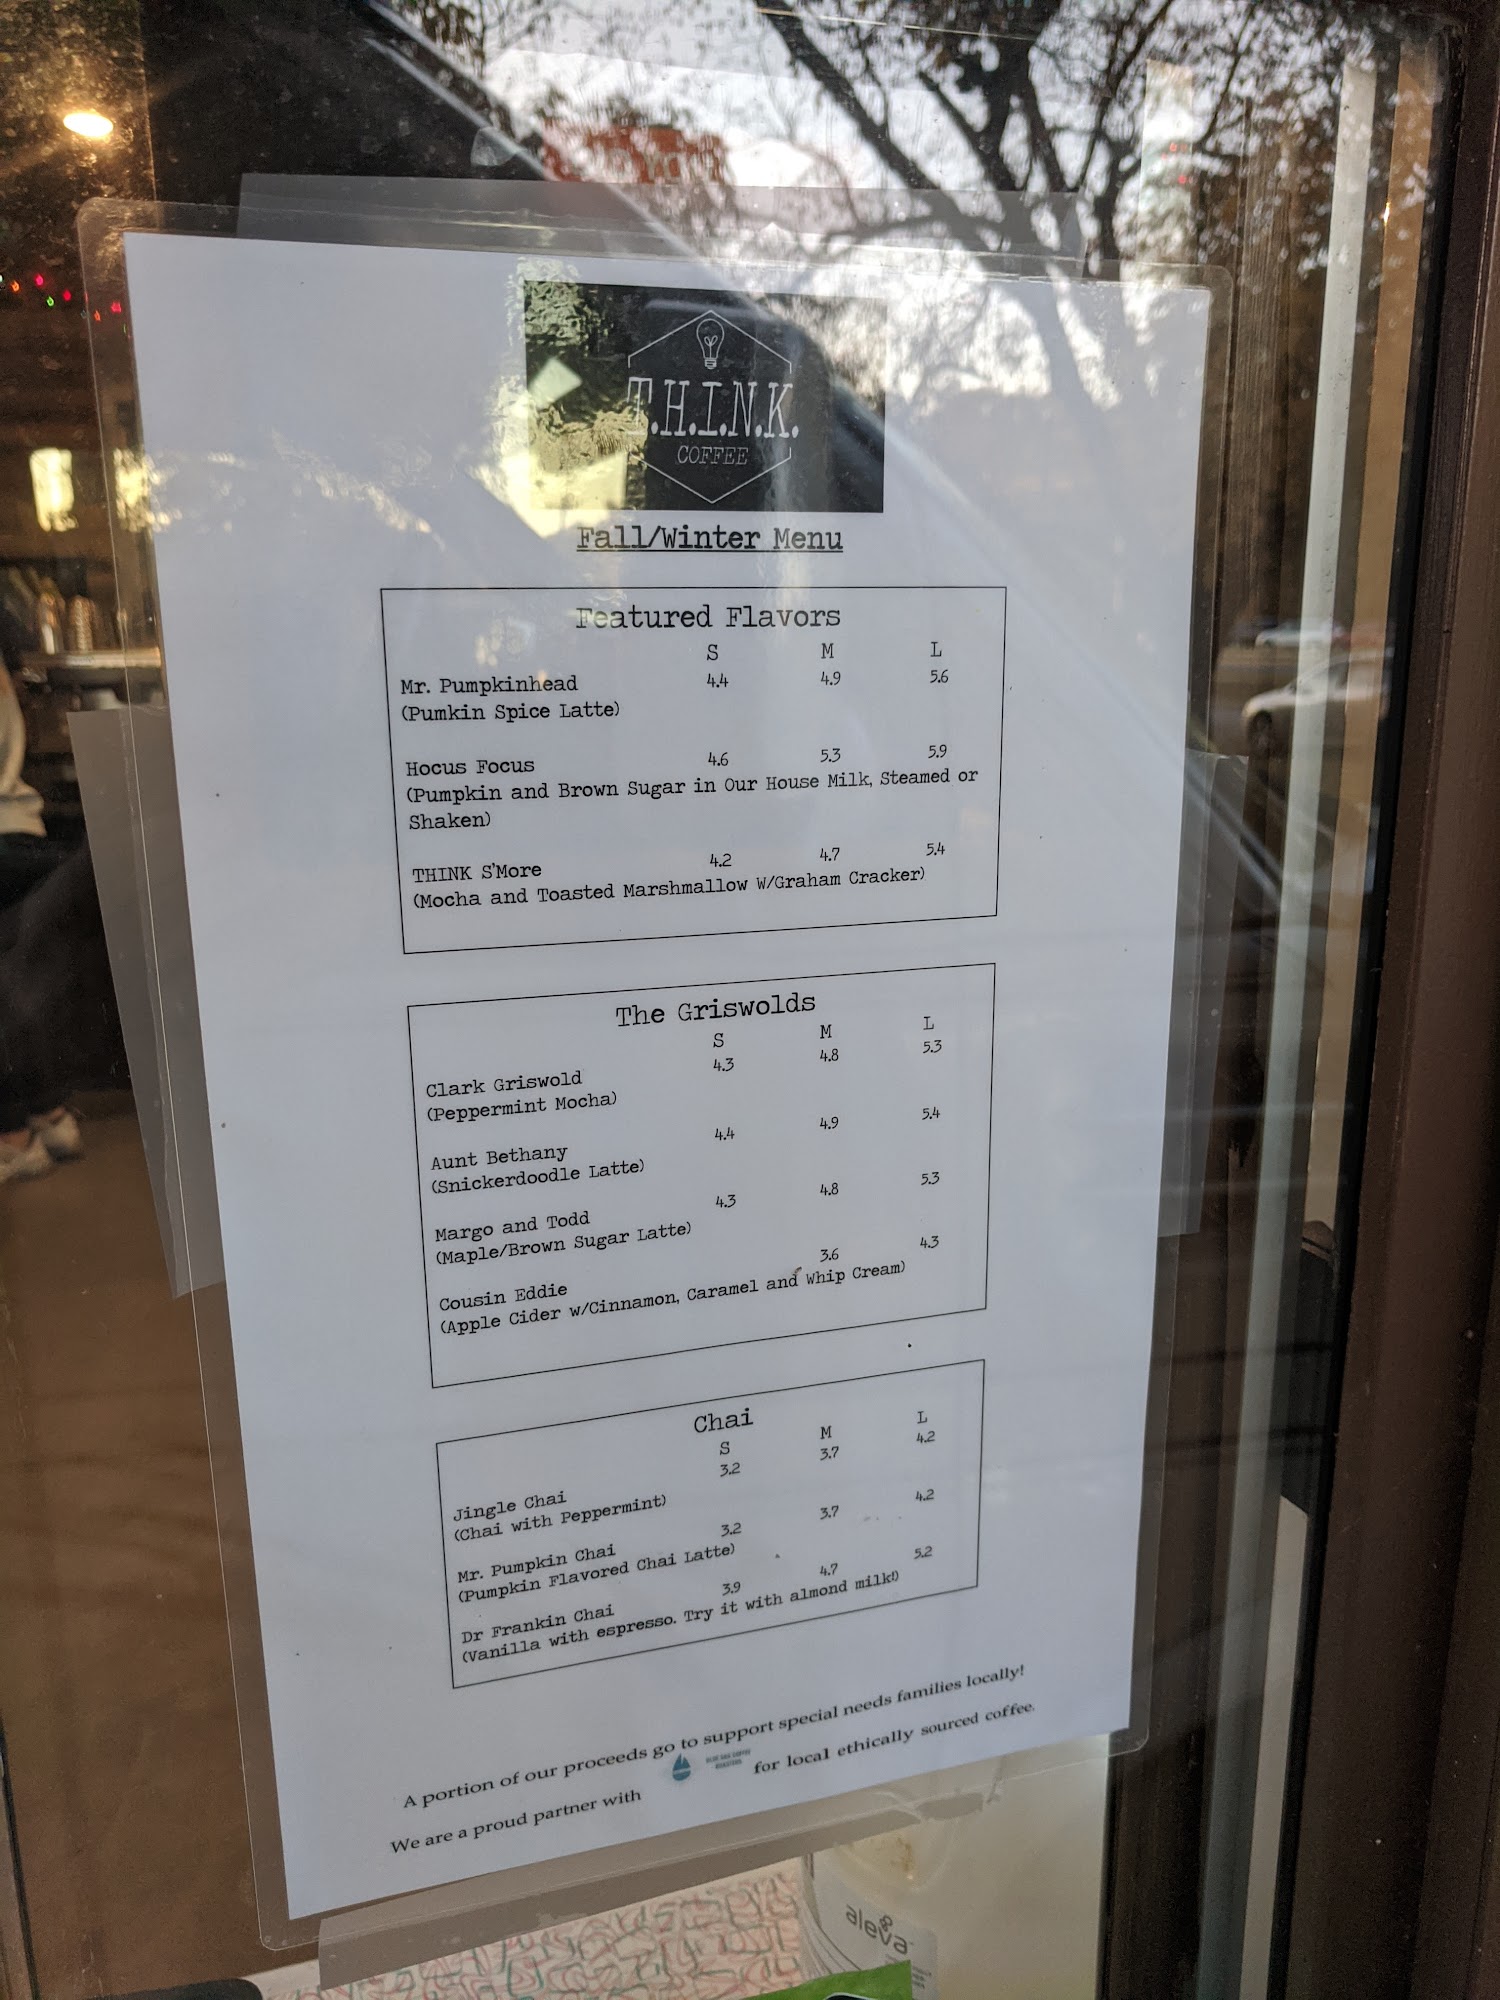 T.H.I.N.K.
COFFEE
Fall/Winter Menu
Featured Flavors
S M L
Mr. Pumpkinhead 4.4 4.9 5.6
(Pumkin Spice Latte)
Hocus Focus 4.6 5.3 5.9
(Pumpkin and Brown Sugar in Our House Milk, Steamed or
Shaken)
THINK S'More 4.2 4.7 5.4
(Mocha and Toasted Marshmallow W/Graham Cracker)
The Griswolds
S M L
Clark Griswold 4.3 4.8 5.3
(Peppermint Mocha)
Aunt Bethany 4.4 4.9 5.4
(Snickerdoodle Latte)
Margo and Todd 4.3 4.8 5.3
(Maple/Brown Sugar Latte)
Cousin Eddie 3.6 4.3
(Apple Cider w/Cinnamon, Caramel and Whip Cream)
Chai
S M L
Jingle Chai 3.2 3.7 4.2
(Chai with Peppermint)
Mr. Pumpkin Chai 3.2 3.7 4.2
(Pumpkin Flavored Chai Latte)
Dr Frankin Chai 3.9 4.7 5.2
(Vanilla with espresso. Try it with almond milk!)
A portion of our proceeds go to support special needs families locally!
We are a proud partner with for local ethically sourced coffee.
aleva